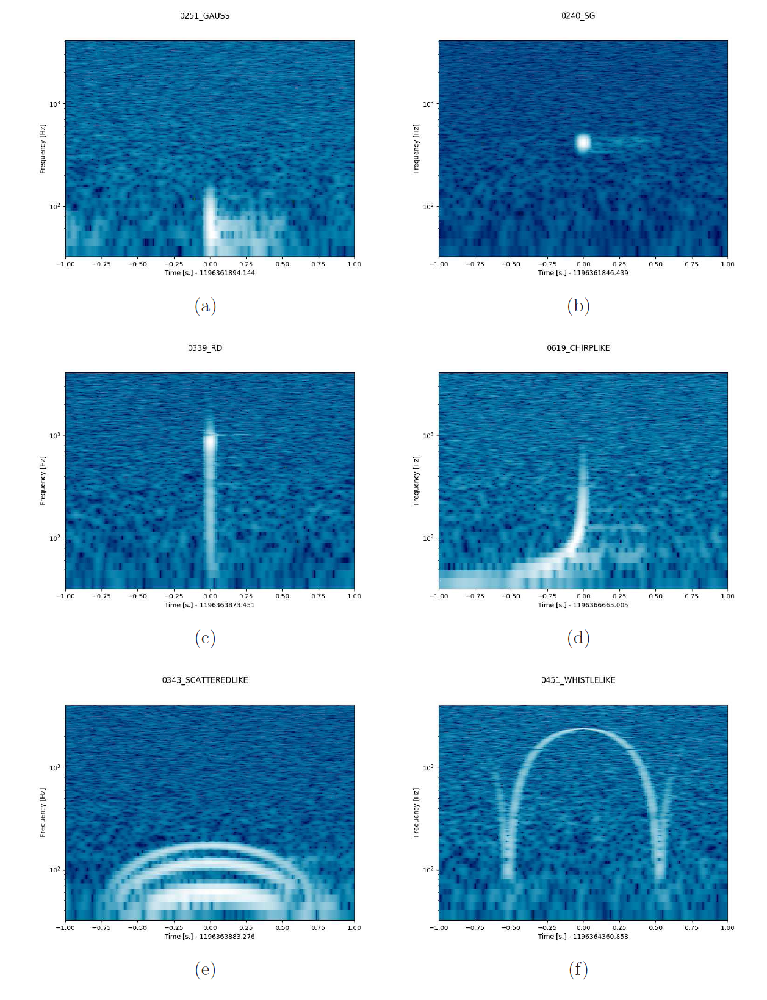 0251_GAUSS
0240_SG
10³
10²
Frequency [Hz]
−1.00 −0.75 −0.50 −0.25 0.00 0.25 0.50 0.75 1.00
Time [s.] - 1196361894.144
10³
10²
Frequency [Hz]
−1.00 −0.75 −0.50 −0.25 0.00 0.25 0.50 0.75 1.00
Time [s.] - 1196361846.439
(a)
(b)
0339_RD
0619_CHIRPLIKE
10³
10²
Frequency [Hz]
−1.00 −0.75 −0.50 −0.25 0.00 0.25 0.50 0.75 1.00
Time [s.] - 1196363873.451
10³
10²
Frequency [Hz]
−1.00 −0.75 −0.50 −0.25 0.00 0.25 0.50 0.75 1.00
Time [s.] - 1196366665.005
(c)
(d)
0343_SCATTEREDLIKE
0451_WHISTLELIKE
10³
10²
Frequency [Hz]
−1.00 −0.75 −0.50 −0.25 0.00 0.25 0.50 0.75 1.00
Time [s.] - 1196363883.276
10³
10²
Frequency [Hz]
−1.00 −0.75 −0.50 −0.25 0.00 0.25 0.50 0.75 1.00
Time [s.] - 1196364360.858
(e)
(f)